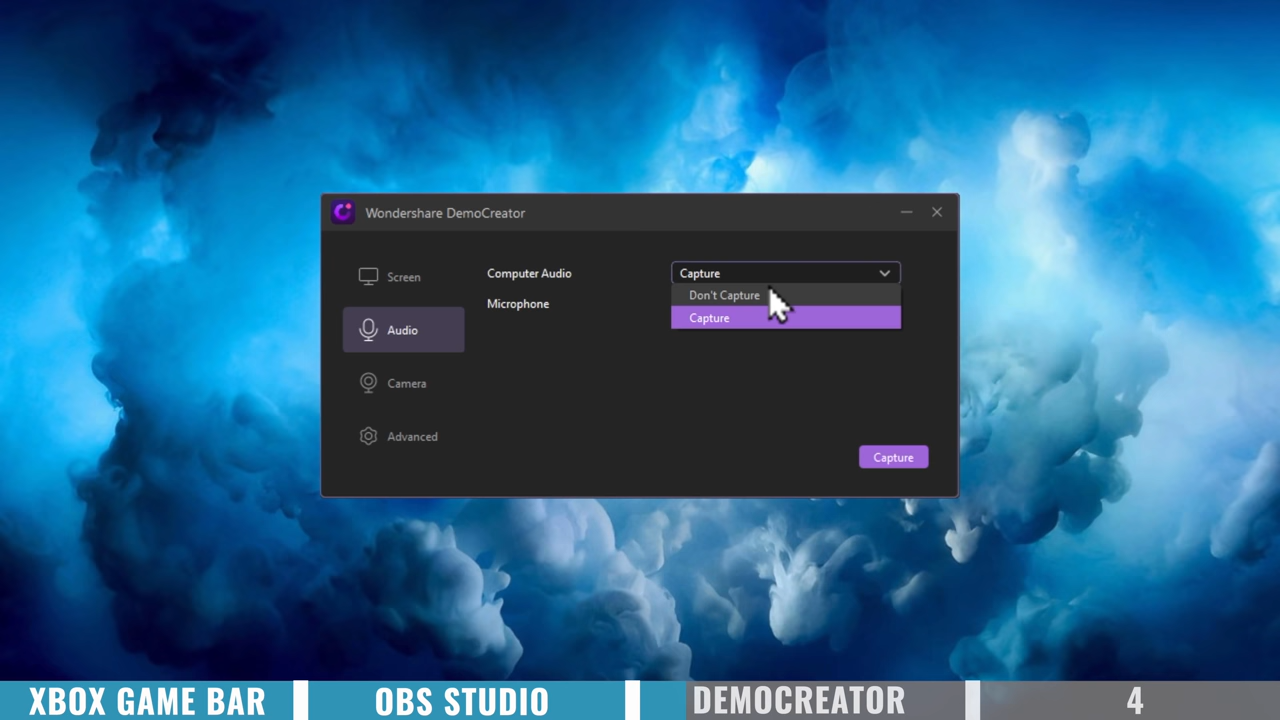 Wondershare DemoCreator
Screen
Audio
Camera
Advanced
Computer Audio
Microphone
Capture
Don't Capture
Capture
Capture
XBOX GAME BAR
OBS STUDIO
DEMOCREATOR
4